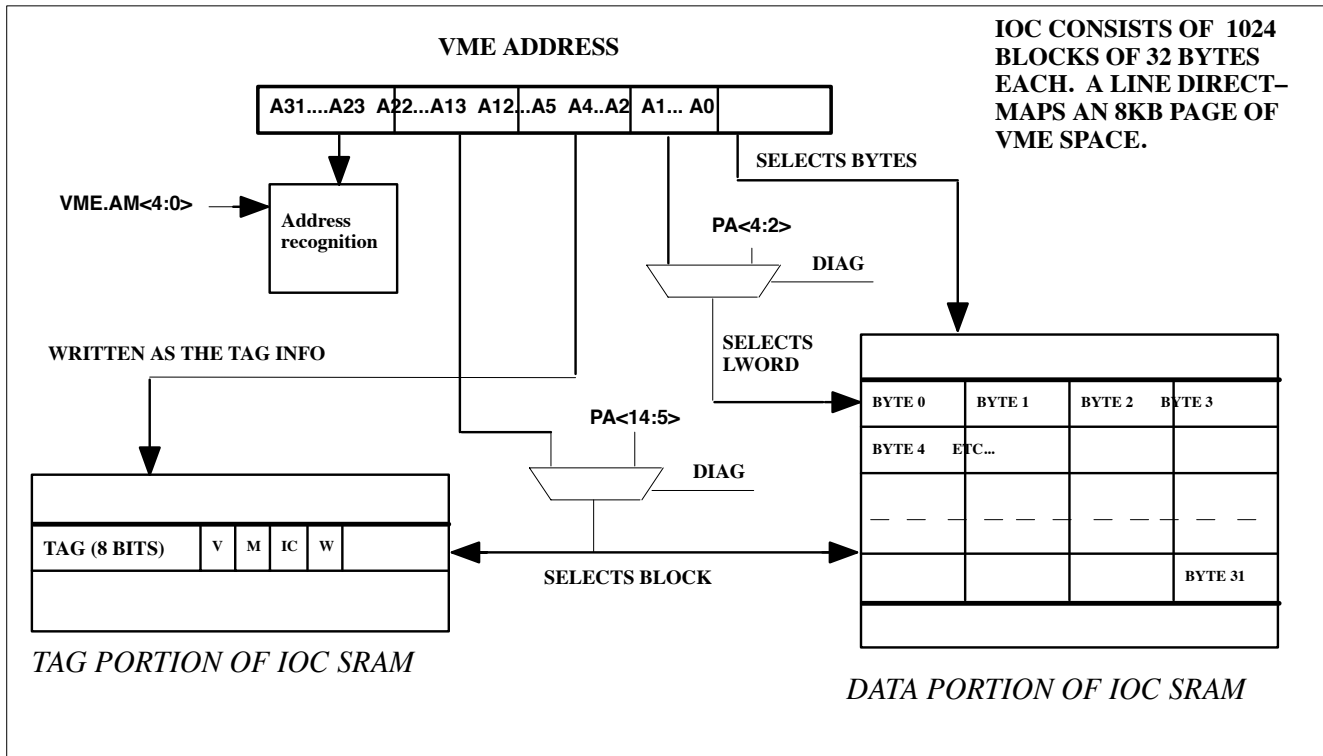 VME ADDRESS
IOC CONSISTS OF 1024
BLOCKS OF 32 BYTES
EACH. A LINE DIRECT–
MAPS AN 8KB PAGE OF
VME SPACE.
A31....A23 A22...A13 A12...A5 A4..A2 A1... A0
SELECTS BYTES
VME.AM<4:0>
Address
recognition
PA<4:2>
DIAG
SELECTS
LWORD
WRITTEN AS THE TAG INFO
BYTE 0 BYTE 1 BYTE 2 BYTE 3
PA<14:5>
BYTE 4 ETC...
DIAG
TAG (8 BITS) V M IC W
SELECTS BLOCK
BYTE 31
TAG PORTION OF IOC SRAM
DATA PORTION OF IOC SRAM